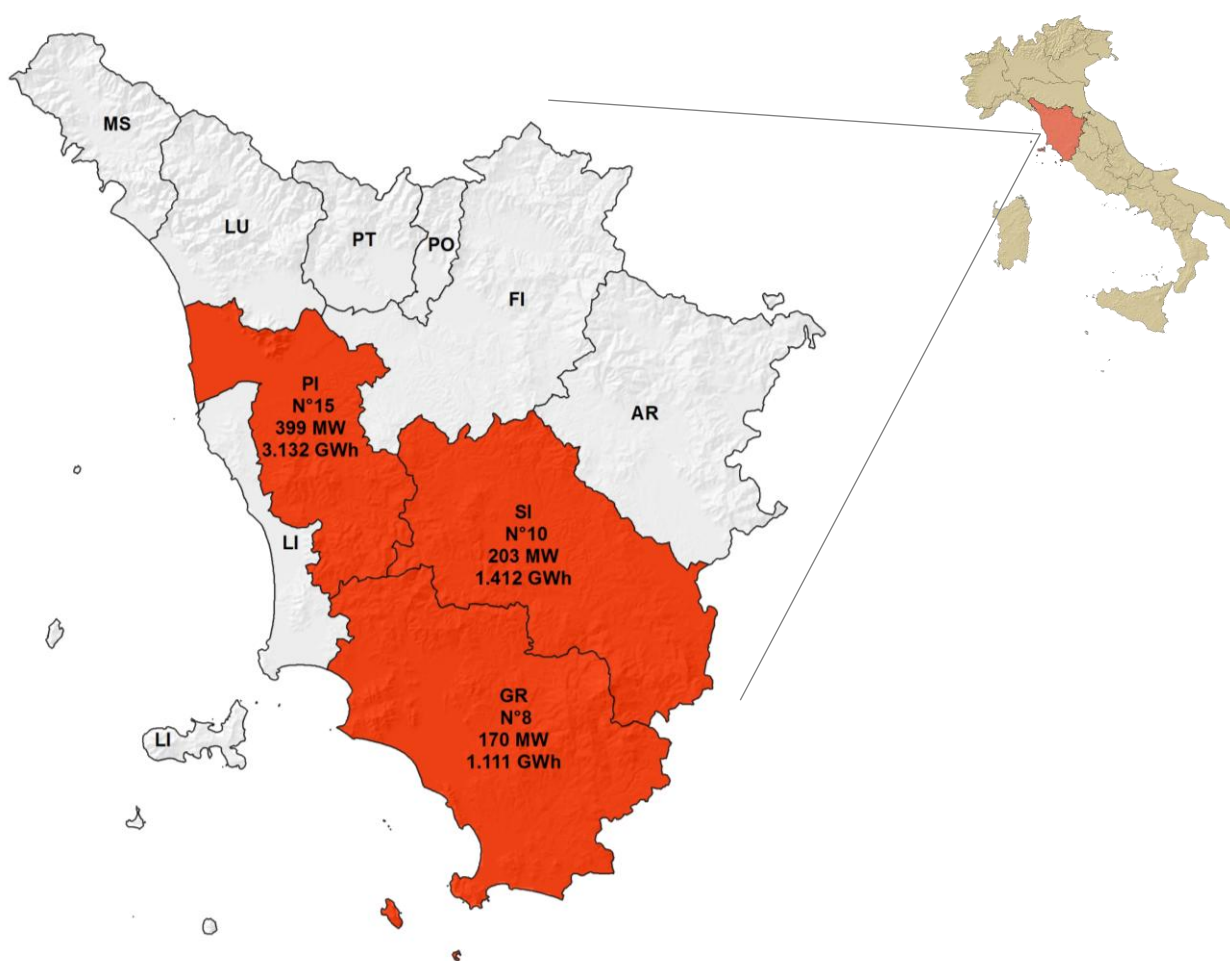 MS
LU
PT
PO
FI
AR
PI
N°15
399 MW
3.132 GWh
SI
N°10
203 MW
1.412 GWh
LI
GR
N°8
170 MW
1.111 GWh
LI